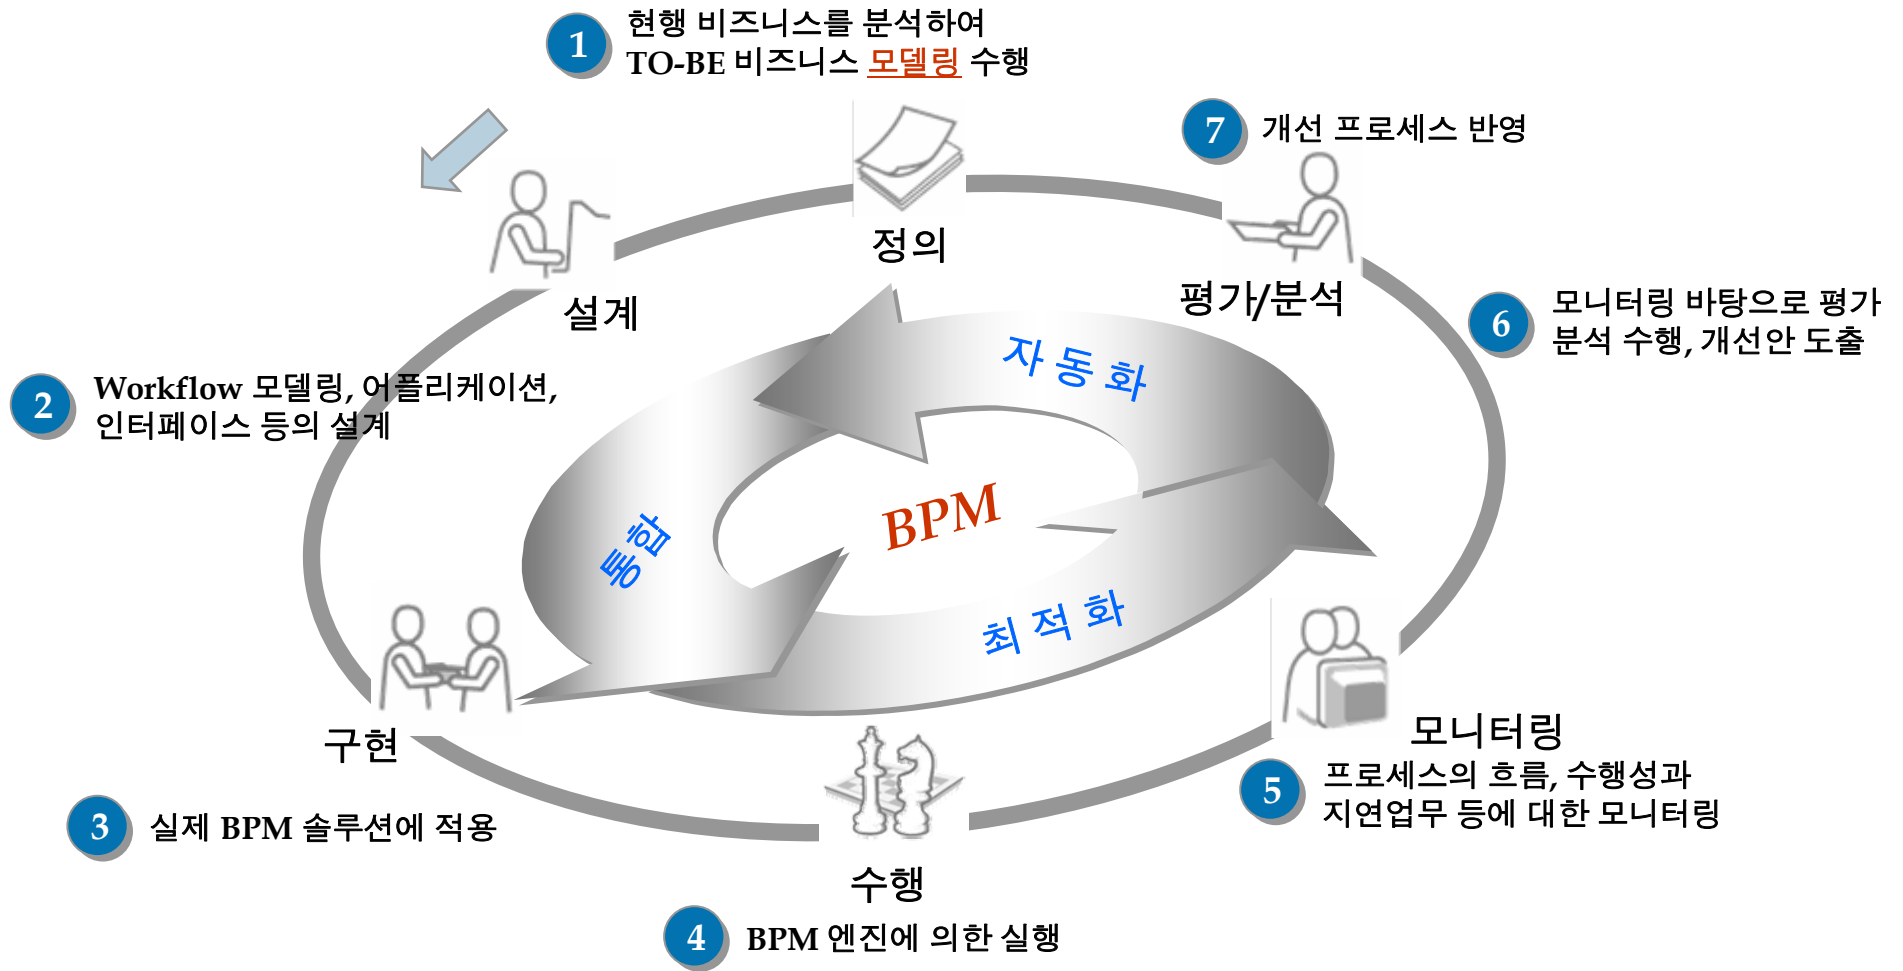 1
현행 비즈니스를 분석하여
TO-BE 비즈니스 모델링 수행
7
개선 프로세스 반영
정의
설계
평가/분석
6
모니터링 바탕으로 평가
분석 수행, 개선안 도출
자동화
2
Workflow 모델링, 어플리케이션,
인터페이스 등의 설계
BPM
통합
최적화
구현
모니터링
5
프로세스의 흐름, 수행성과
지연업무 등에 대한 모니터링
3
실제 BPM 솔루션에 적용
수행
4
BPM 엔진에 의한 실행